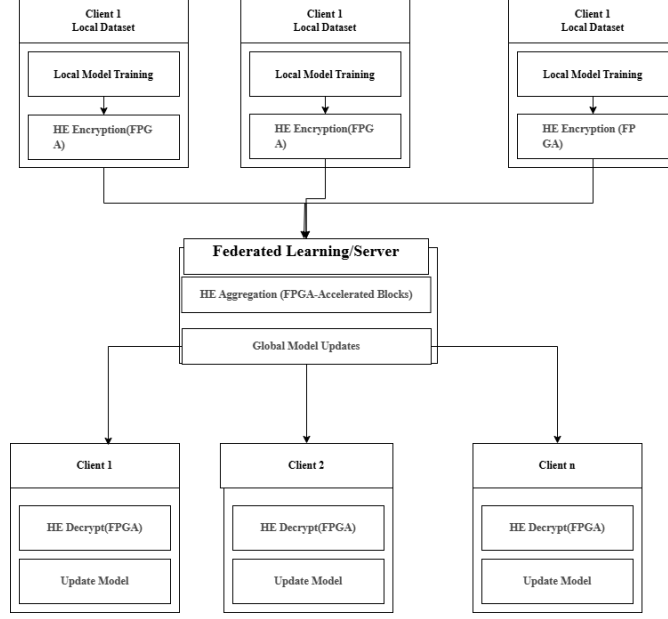 Client 1
Local Dataset
Client 1
Local Dataset
Client 1
Local Dataset
Local Model Training
Local Model Training
Local Model Training
HE Encryption(FPG
A)
HE Encryption(FPG
A)
HE Encryption (FP
GA)
Federated Learning/Server
HE Aggregation (FPGA-Accelerated Blocks)
Global Model Updates
Client 1
Client 2
Client n
HE Decrypt(FPGA)
HE Decrypt(FPGA)
HE Decrypt(FPGA)
Update Model
Update Model
Update Model